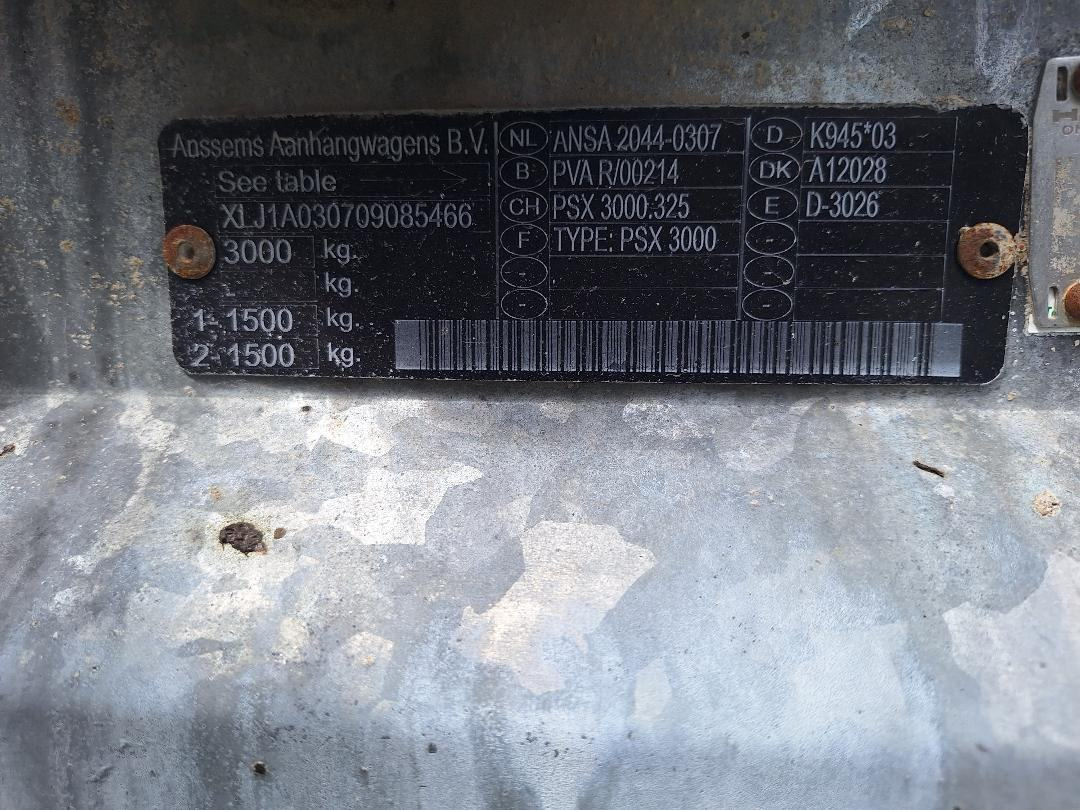 Anssems Aanhangwagens B.V.
See table
XLJ1A030709085466
3000 kg.
- kg.
1- 1500 kg.
2- 1500 kg.
NL ANSA 2044-0307
B PVA R/00214
CH PSX 3000.325
F TYPE: PSX 3000
-
-
D K945*03
DK A12028
E D-3026
-
-
-